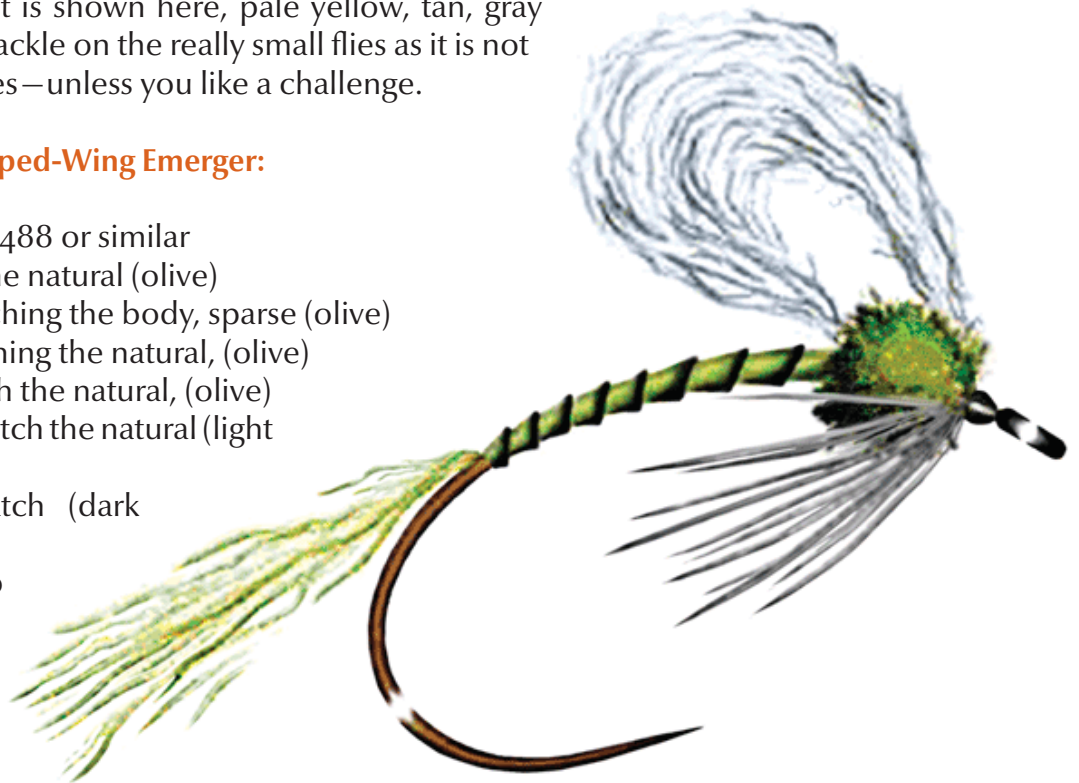 t is shown here, pale yellow, tan, gray
ackle on the really small flies as it is not
es—unless you like a challenge.
ped-Wing Emerger:
488 or similar
e natural (olive)
hing the body, sparse (olive)
ning the natural, (olive)
h the natural, (olive)
tch the natural (light
tch (dark